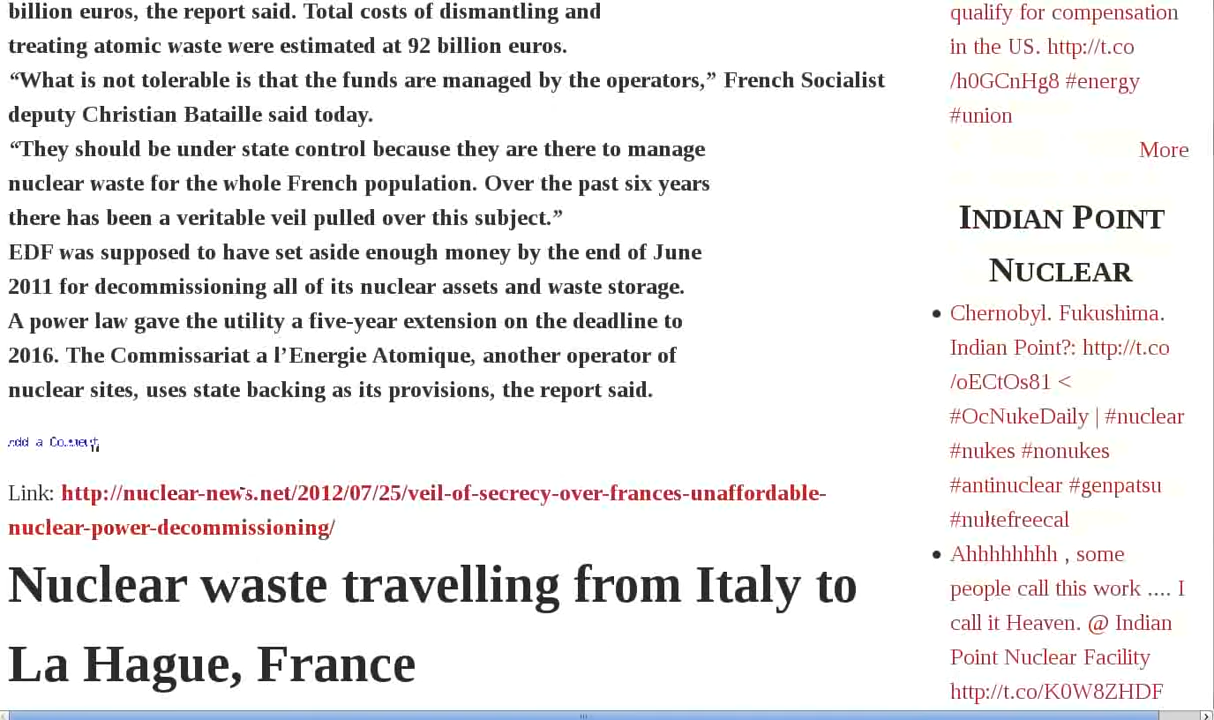 billion euros, the report said. Total costs of dismantling and
treating atomic waste were estimated at 92 billion euros.
“What is not tolerable is that the funds are managed by the operators,” French Socialist
deputy Christian Bataille said today.
“They should be under state control because they are there to manage
nuclear waste for the whole French population. Over the past six years
there has been a veritable veil pulled over this subject.”
EDF was supposed to have set aside enough money by the end of June
2011 for decommissioning all of its nuclear assets and waste storage.
A power law gave the utility a five-year extension on the deadline to
2016. The Commissariat a l’Energie Atomique, another operator of
nuclear sites, uses state backing as its provisions, the report said.
Add a Comment
Link: http://nuclear-news.net/2012/07/25/veil-of-secrecy-over-frances-unaffordable-
nuclear-power-decommissioning/
Nuclear waste travelling from Italy to
La Hague, France
qualify for compensation
in the US. http://t.co
/h0GCnHg8 #energy
#union
More
INDIAN POINT
NUCLEAR
Chernobyl. Fukushima.
Indian Point?: http://t.co
/oECtOs81 <
#OcNukeDaily | #nuclear
#nukes #nonukes
#antinuclear #genpatsu
#nukefreecal
Ahhhhhhhh , some
people call this work .... I
call it Heaven. @ Indian
Point Nuclear Facility
http://t.co/K0W8ZHDF